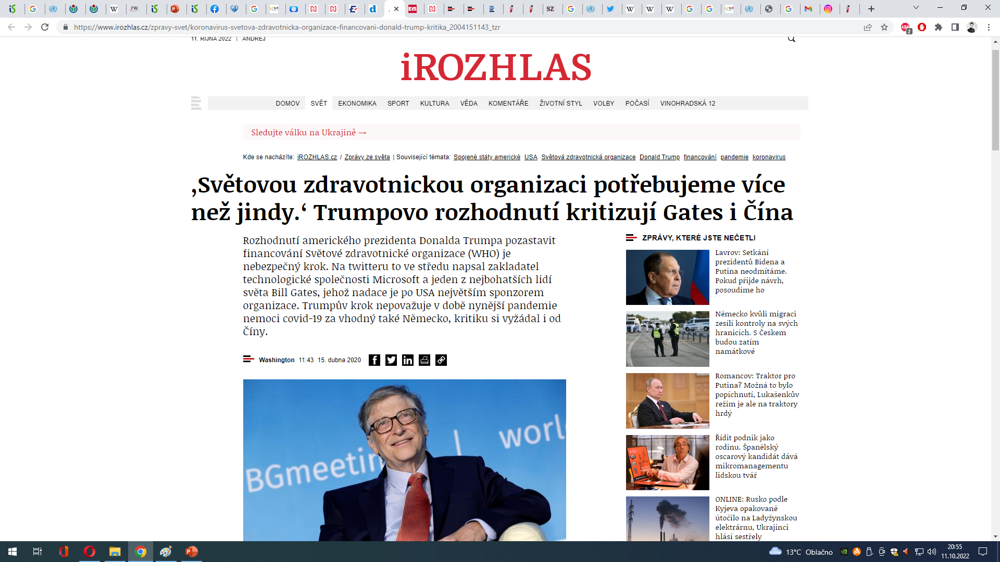 https://www.irozhlas.cz/zpravy-svet/koronavirus-svetova-zdravotnicka-organizace-financovani-donald-trump-kritika_2004151143_tzr
11. ŘÍJNA 2022 | ANDREJ
iROZHLAS
DOMOV SVĚT EKONOMIKA SPORT KULTURA VĚDA KOMENTÁŘE ŽIVOTNÍ STYL VOLBY POČASÍ VINOHRADSKÁ 12
Sledujte válku na Ukrajině →
Kde se nacházíte: iROZHLAS.cz / Zprávy ze světa | Související témata: Spojené státy americké USA Světová zdravotnická organizace Donald Trump financování pandemie koronavirus
‚Světovou zdravotnickou organizaci potřebujeme více
než jindy.‘ Trumpovo rozhodnutí kritizují Gates i Čína
Rozhodnutí amerického prezidenta Donalda Trumpa pozastavit
financování Světové zdravotnické organizace (WHO) je
nebezpečný krok. Na twitteru to ve středu napsal zakladatel
technologické společnosti Microsoft a jeden z nejbohatších lidí
světa Bill Gates, jehož nadace je po USA největším sponzorem
organizace. Trumpův krok nepovažuje v době nynější pandemie
nemoci covid-19 za vhodný také Německo, kritiku si vyžádal i od
Číny.
Washington 11:43 15. dubna 2020
BGmeetin | worl
ZPRÁVY, KTERÉ JSTE NEČETLI
Lavrov: Setkání
prezidentů Bidena a
Putina neodmítáme.
Pokud přijde návrh,
posoudíme ho
Německo kvůli migraci
zesílí kontroly na svých
hranicích. S Českem
budou zatím
namátkové
Romancov: Traktor pro
Putina? Možná to bylo
popíchnutí, Lukašenkův
režim je ale na traktory
hrdý
Řídit podnik jako
rodinu. Španělský
oscarový kandidát dává
mikromanagementu
lidskou tvář
ONLINE: Rusko podle
Kyjeva opakovaně
útočilo na Ladyžynskou
elektrárnu, Ukrajinci
hlásí sestřely
13°C Oblačno
20:55
11.10.2022